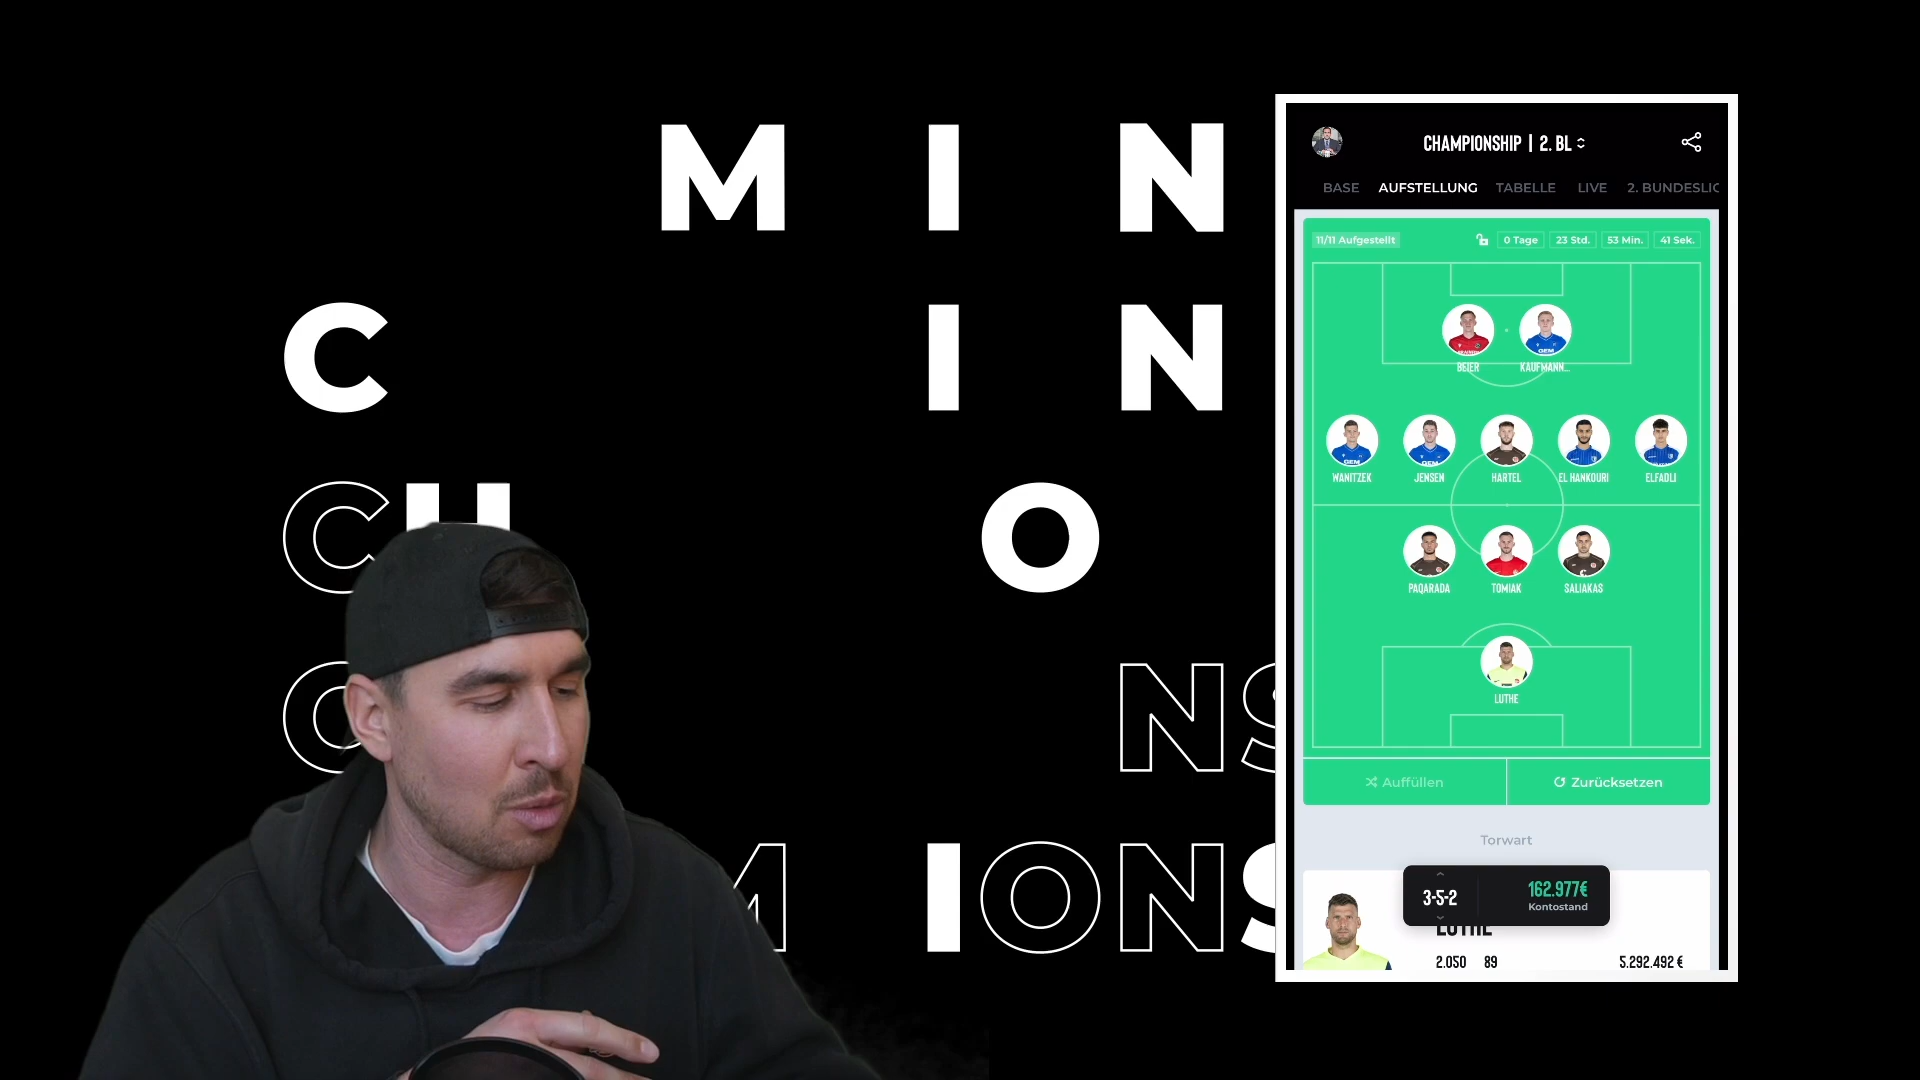 M I N
C I N
CH O
C NS
M IONS
CHAMPIONSHIP | 2. BL
BASE AUFSTELLUNG TABELLE LIVE
11/11 Aufgestellt 0 Tage 23 Std. 53 Min. 41 Sek.
BEIER KAUFMANN...
WANITZEK JENSEN HARTEL EL HANKOURI ELFADLI
PAQARADA TOMIAK SALIAKAS
LUTHE
Auffüllen Zurücksetzen
Torwart
3-5-2 162.977€
Kontostand
LUTHE
2.050 89 5.292.492 €